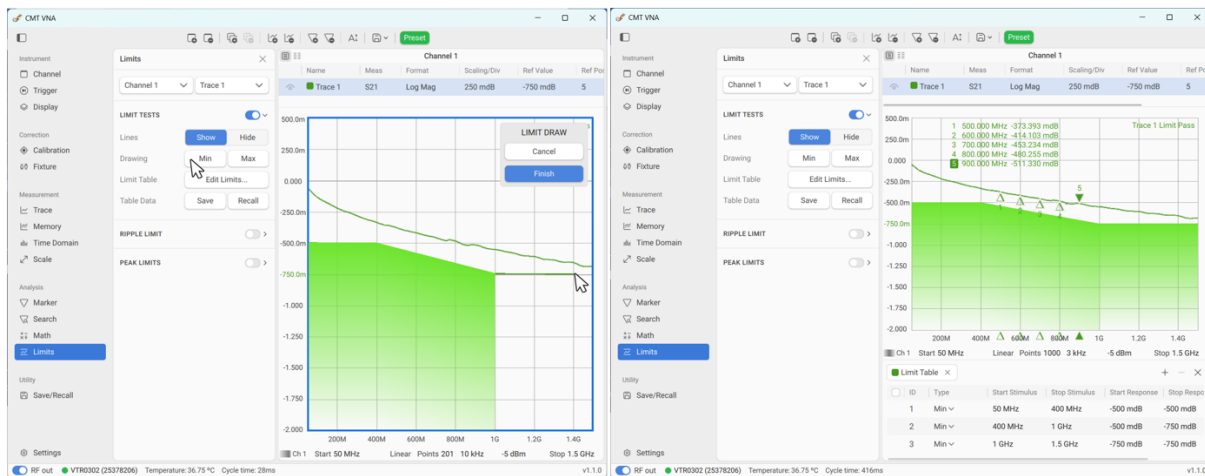 CMT VNA
Preset
Instrument
Channel
Trigger
Display
Correction
Calibration
Fixture
Measurement
Trace
Memory
Time Domain
Scale
Analysis
Marker
Search
Math
Limits
Utility
Save/Recall
Settings
Limits
Channel 1 Trace 1
LIMIT TESTS
Lines Show Hide
Drawing Min Max
Limit Table Edit Limits...
Table Data Save Recall
RIPPLE LIMIT
PEAK LIMITS
Channel 1
Name Meas Format Scaling/Div Ref Value Ref Po
Trace 1 S21 Log Mag 250 mdB -750 mdB 5
LIMIT DRAW
Cancel
Finish
500.0m
250.0m
0.000
-250.0m
-500.0m
-750.0m
-1.000
-1.250
-1.500
-1.750
-2.000
200M 400M 600M 800M 1G 1.2G 1.4G
Ch 1 Start 50 MHz Linear Points 201 10 kHz -5 dBm Stop 1.5 GHz
RF out VTR0302 (25378206) Temperature: 36.75 ºC Cycle time: 28ms v1.1.0
CMT VNA
Preset
Instrument
Channel
Trigger
Display
Correction
Calibration
Fixture
Measurement
Trace
Memory
Time Domain
Scale
Analysis
Marker
Search
Math
Limits
Utility
Save/Recall
Settings
Limits
Channel 1 Trace 1
LIMIT TESTS
Lines Show Hide
Drawing Min Max
Limit Table Edit Limits...
Table Data Save Recall
RIPPLE LIMIT
PEAK LIMITS
Channel 1
Name Meas Format Scaling/Div Ref Value Ref P
Trace 1 S21 Log Mag 250 mdB -750 mdB 5
500.0m
250.0m
0.000
-250.0m
-500.0m
-750.0m
-1.000
-1.250
-1.500
-1.750
-2.000
1 500.000 MHz -373.393 mdB
2 600.000 MHz -414.103 mdB
3 700.000 MHz -453.234 mdB
4 800.000 MHz -480.255 mdB
5 900.000 MHz -511.330 mdB
Trace 1 Limit Pass
5
1 2 3 4
200M 400M 600M 800M 1G 1.2G 1.4G
Ch 1 Start 50 MHz Linear Points 1000 3 kHz -5 dBm Stop 1.5 GHz
Limit Table
ID Type Start Stimulus Stop Stimulus Start Response Stop Respo
1 Min 50 MHz 400 MHz -500 mdB -500 mdB
2 Min 400 MHz 1 GHz -500 mdB -750 mdB
3 Min 1 GHz 1.5 GHz -750 mdB -750 mdB
RF out VTR0302 (25378206) Temperature: 36.75 ºC Cycle time: 416ms v1.1.0